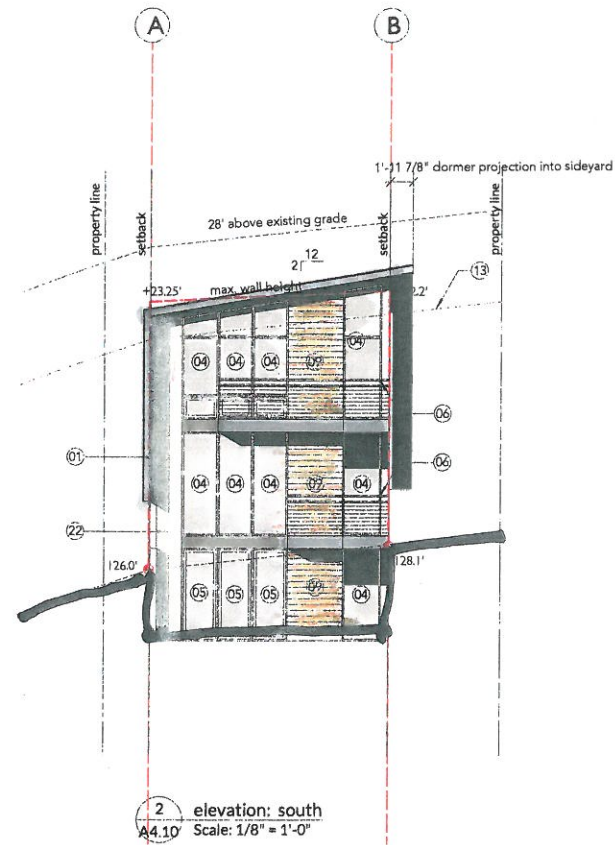 A
B
1'-11 7/8" dormer projection into sideyard
property line
setback
28' above existing grade
setback
property line
12
2
13
+23.25'
max. wall height
2.2'
04
04 04 04 09
06
01
06
04 04 04 09 04
22
126.0'
128.1'
05 05 05 09 04
2
A4.10
elevation: south
Scale: 1/8" = 1'-0"